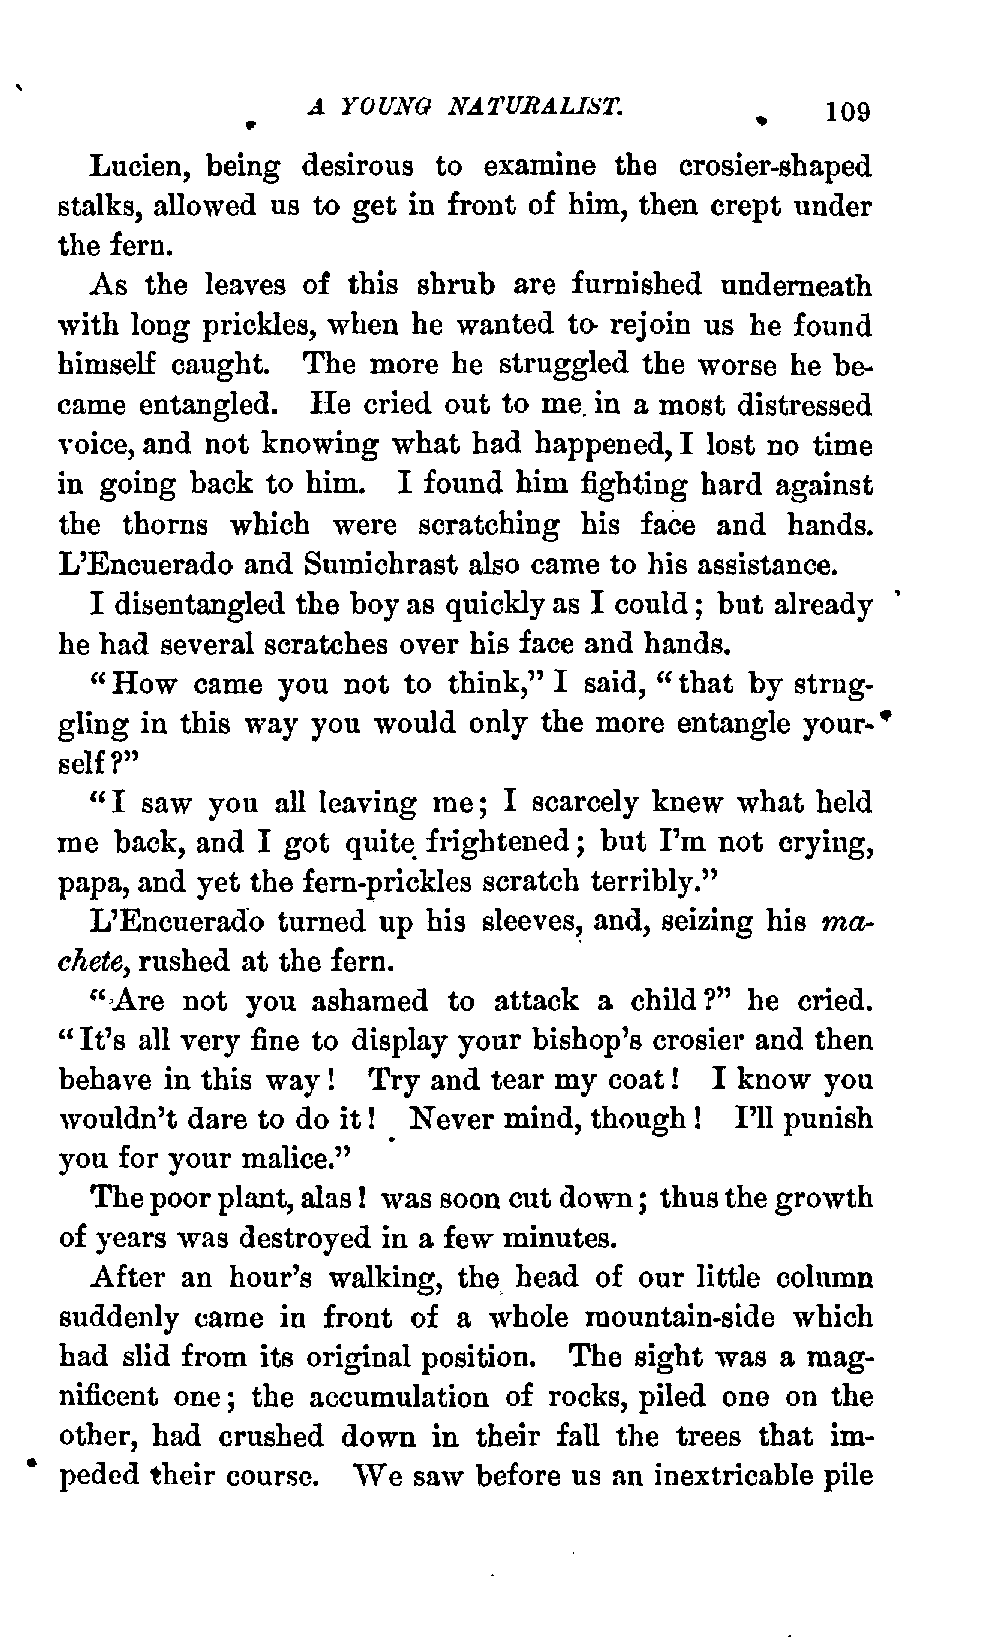 A YOUNG NATURALIST. 109
Lucien, being desirous to examine the crosier-shaped
stalks, allowed us to get in front of him, then crept under
the fern.
As the leaves of this shrub are furnished underneath
with long prickles, when he wanted to rejoin us he found
himself caught. The more he struggled the worse he be-
came entangled. He cried out to me in a most distressed
voice, and not knowing what had happened, I lost no time
in going back to him. I found him fighting hard against
the thorns which were scratching his face and hands.
L'Encuerado and Sumichrast also came to his assistance.
I disentangled the boy as quickly as I could; but already
he had several scratches over his face and hands.
"How came you not to think," I said, "that by strug-
gling in this way you would only the more entangle your-
self?"
"I saw you all leaving me; I scarcely knew what held
me back, and I got quite frightened; but I'm not crying,
papa, and yet the fern-prickles scratch terribly."
L'Encuerado turned up his sleeves, and, seizing his ma-
chete, rushed at the fern.
"Are not you ashamed to attack a child?" he cried.
"It's all very fine to display your bishop's crosier and then
behave in this way! Try and tear my coat! I know you
wouldn't dare to do it! Never mind, though! I'll punish
you for your malice."
The poor plant, alas! was soon cut down; thus the growth
of years was destroyed in a few minutes.
After an hour's walking, the head of our little column
suddenly came in front of a whole mountain-side which
had slid from its original position. The sight was a mag-
nificent one; the accumulation of rocks, piled one on the
other, had crushed down in their fall the trees that im-
peded their course. We saw before us an inextricable pile